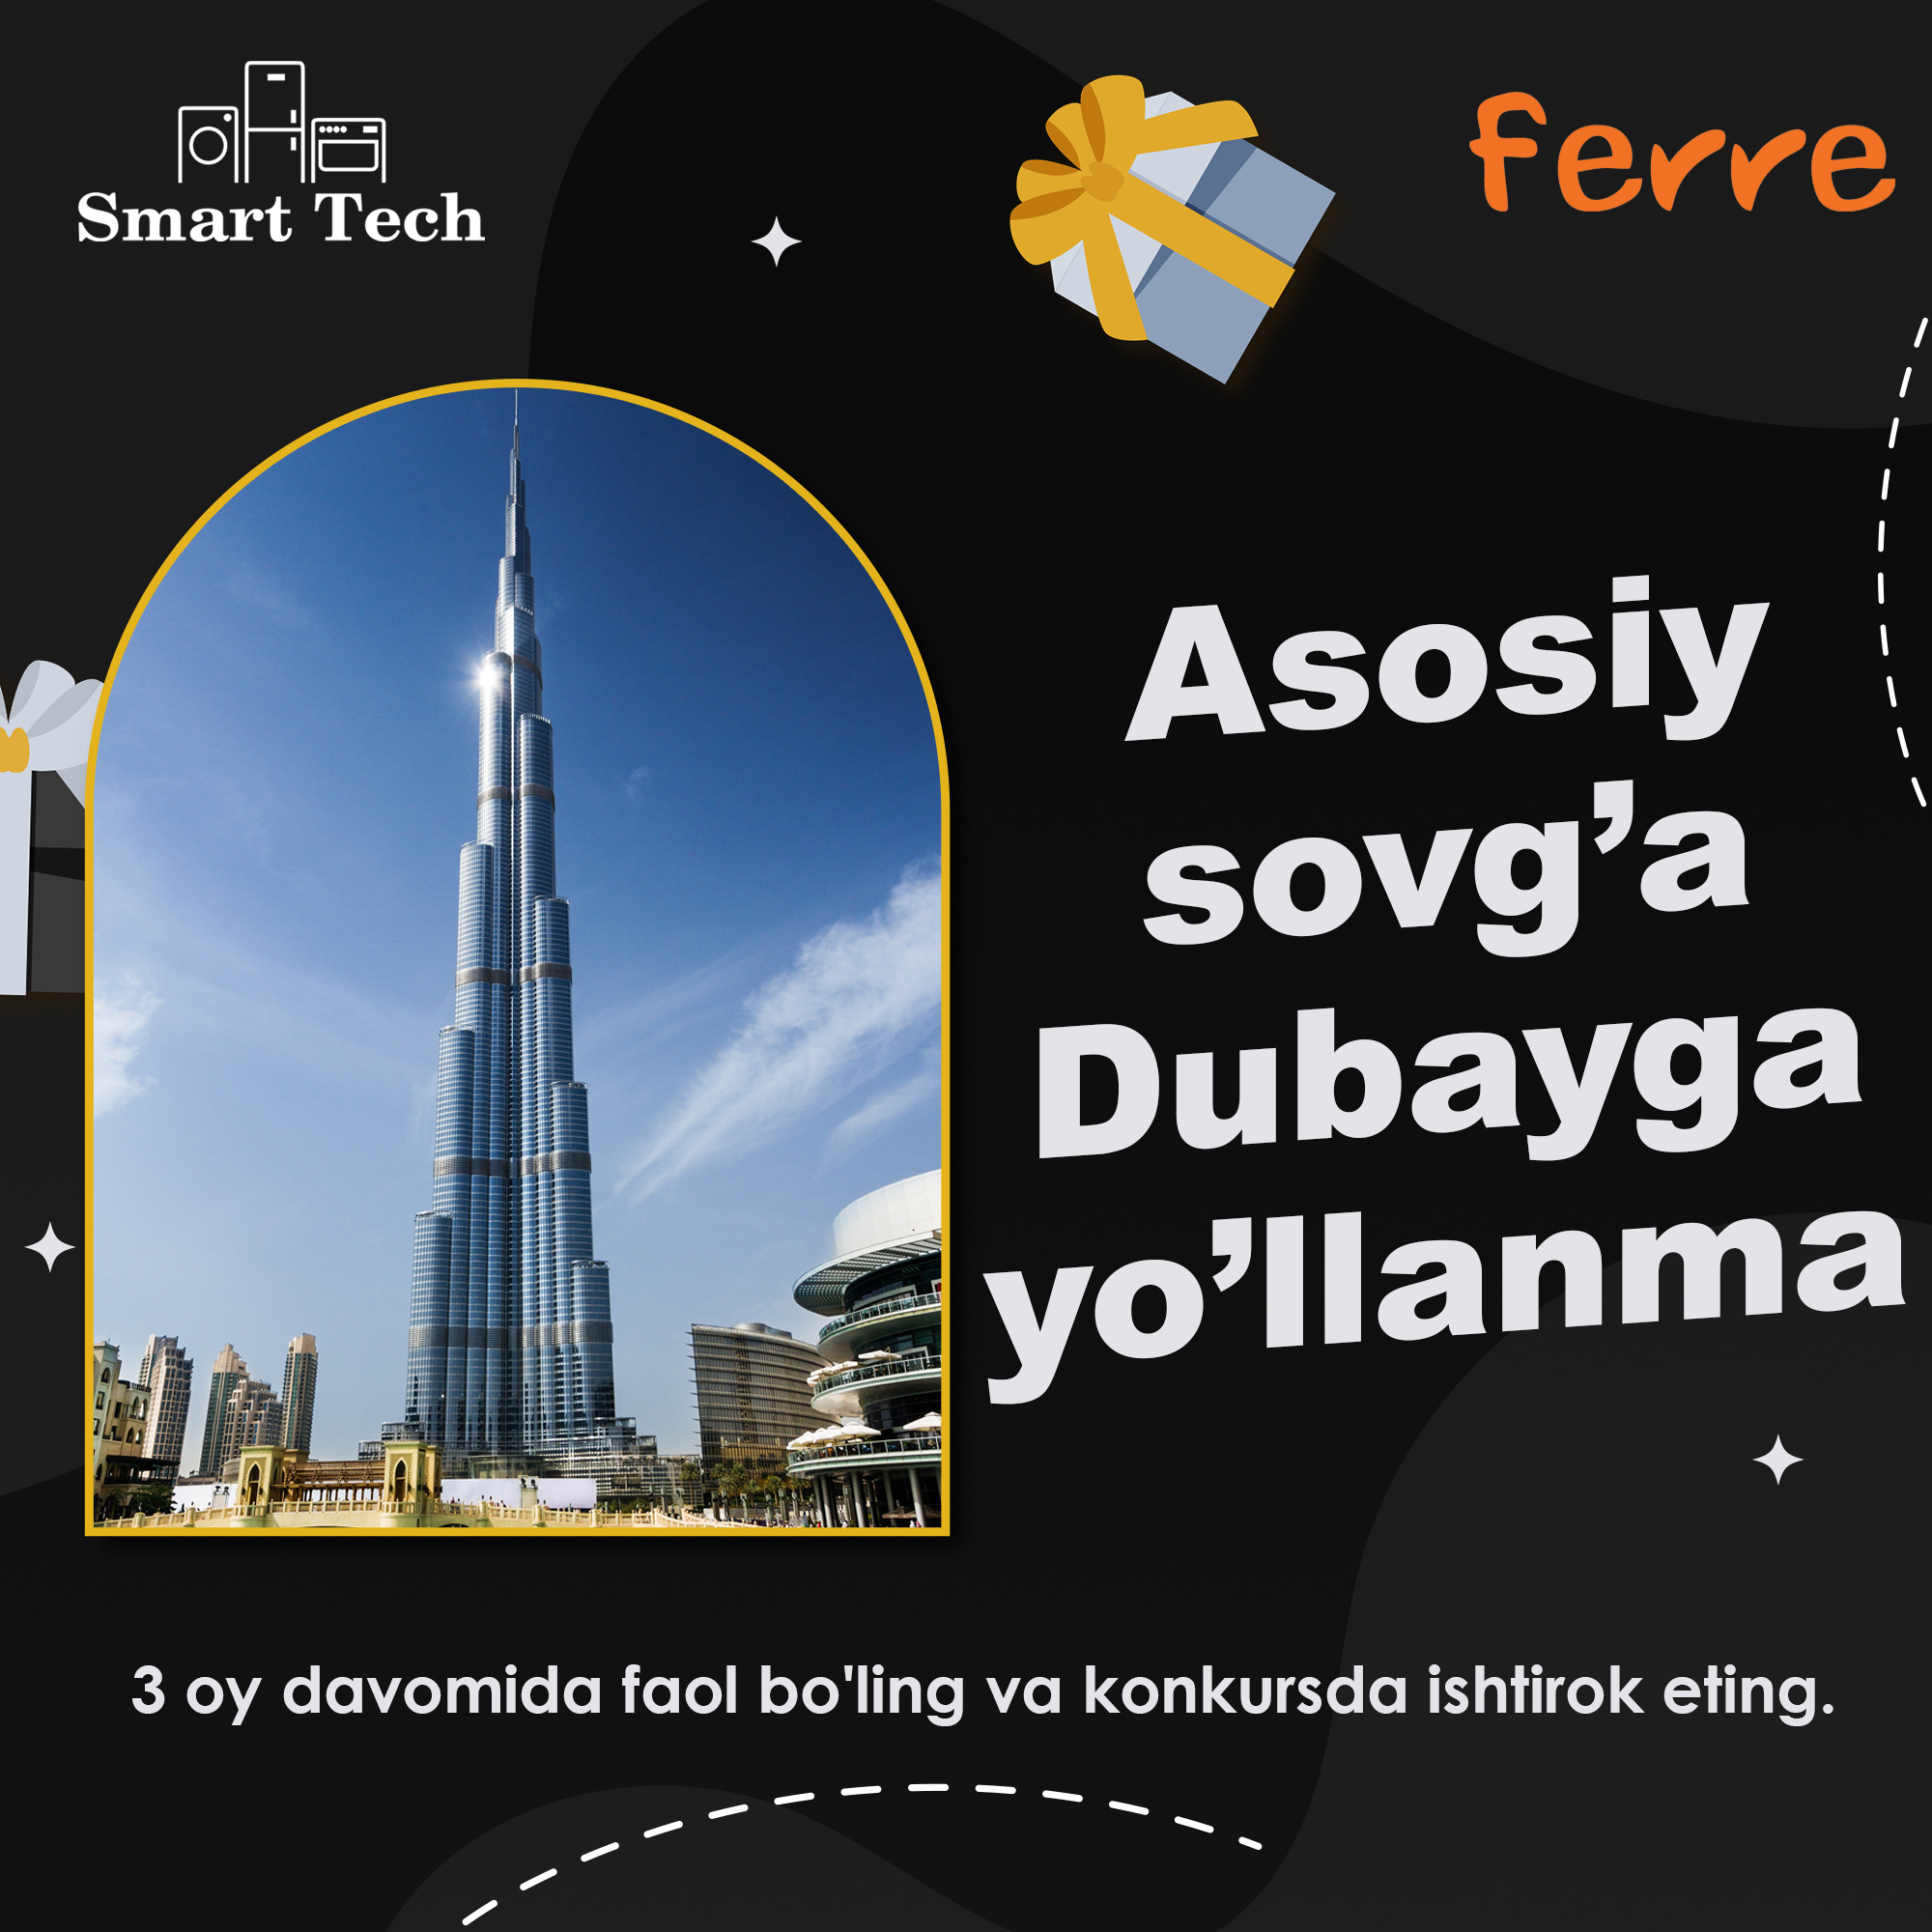 Smart Tech
ferre
Asosiy
sovg’a
Dubayga
yo’llanma
3 oy davomida faol bo'ling va konkursda ishtirok eting.